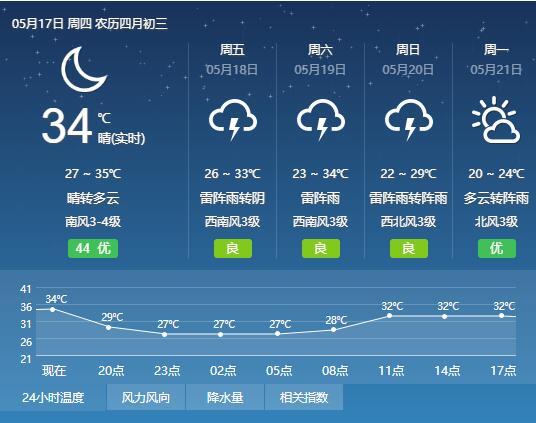 05月17日 周四 农历四月初三
34 ℃
晴(实时)
27 ~ 35℃
晴转多云
南风3-4级
44 优
周五
05月18日
26 ~ 33℃
雷阵雨转阴
西南风3级
良
周六
05月19日
23 ~ 34℃
雷阵雨
西南风3级
良
周日
05月20日
22 ~ 29℃
雷阵雨转阵雨
西北风3级
良
周一
05月21日
20 ~ 24℃
多云转阵雨
北风3级
优
41
36
31
26
21
34℃ 29℃ 27℃ 27℃ 27℃ 28℃ 32℃ 32℃ 32℃
现在 20点 23点 02点 05点 08点 11点 14点 17点
24小时温度 风力风向 降水量 相关指数